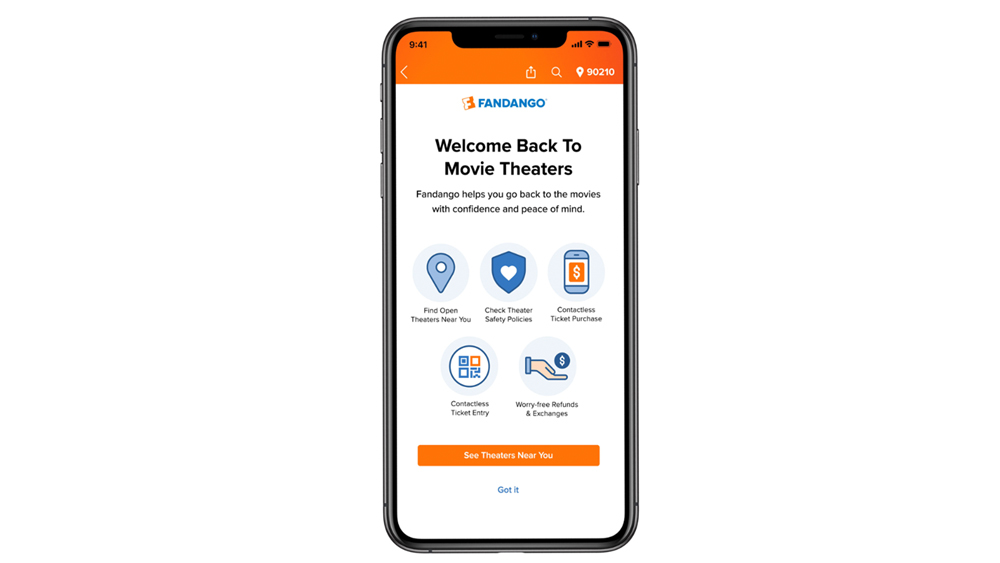 9:41
90210
FANDANGO
Welcome Back To
Movie Theaters
Fandango helps you go back to the movies
with confidence and peace of mind.
Find Open
Theaters Near You
Check Theater
Safety Policies
Contactless
Ticket Purchase
Contactless
Ticket Entry
Worry-free Refunds
& Exchanges
See Theaters Near You
Got it